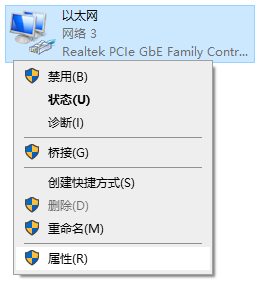 以太网
网络 3
Realtek PCIe GbE Family Contr...
禁用(B)
状态(U)
诊断(I)
桥接(G)
创建快捷方式(S)
删除(D)
重命名(M)
属性(R)